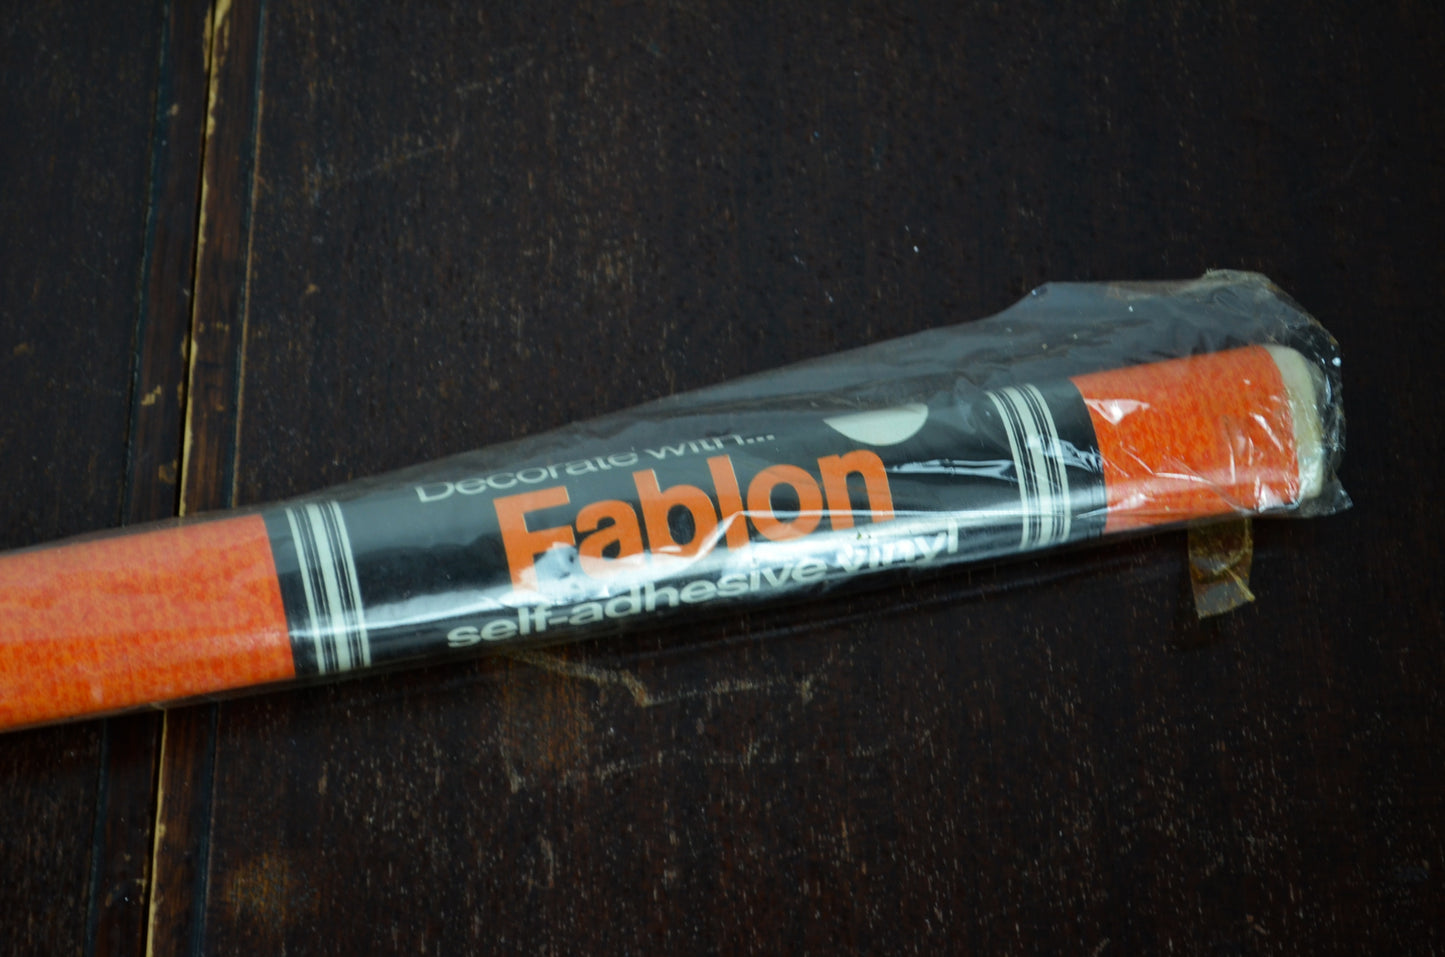 Decorate with...
Fablon
self-adhesive vinyl